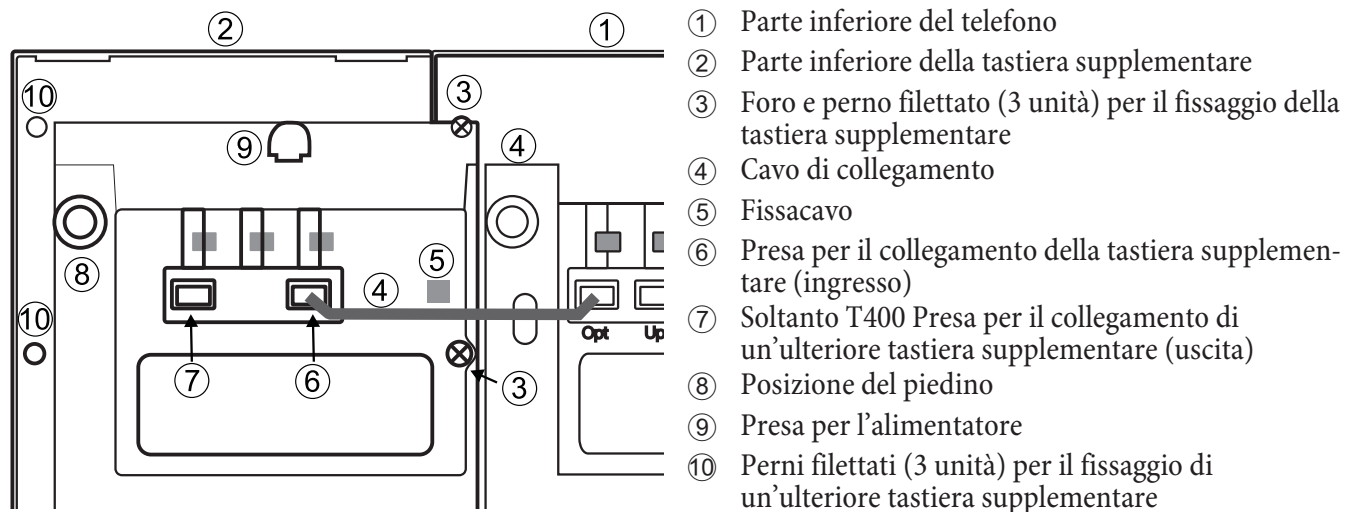 ② ①
⑩ ③
⑨ ④
⑧ ⑤
④
⑩
Opt Up
⑦ ⑥ ③
① Parte inferiore del telefono
② Parte inferiore della tastiera supplementare
③ Foro e perno filettato (3 unità) per il fissaggio della
tastiera supplementare
④ Cavo di collegamento
⑤ Fissacavo
⑥ Presa per il collegamento della tastiera supplemen-
tare (ingresso)
⑦ Soltanto T400 Presa per il collegamento di
un'ulteriore tastiera supplementare (uscita)
⑧ Posizione del piedino
⑨ Presa per l'alimentatore
⑩ Perni filettati (3 unità) per il fissaggio di
un'ulteriore tastiera supplementare